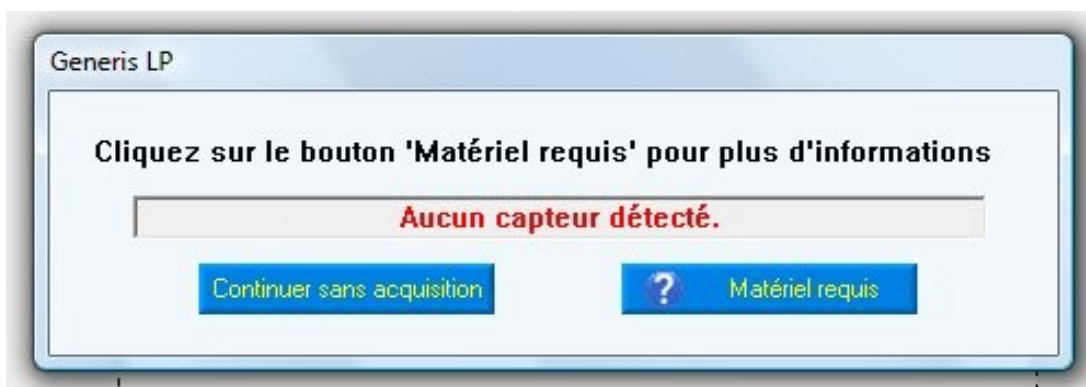 Generis LP
Cliquez sur le bouton 'Matériel requis' pour plus d'informations
Aucun capteur détecté.
Continuer sans acquisition
? Matériel requis